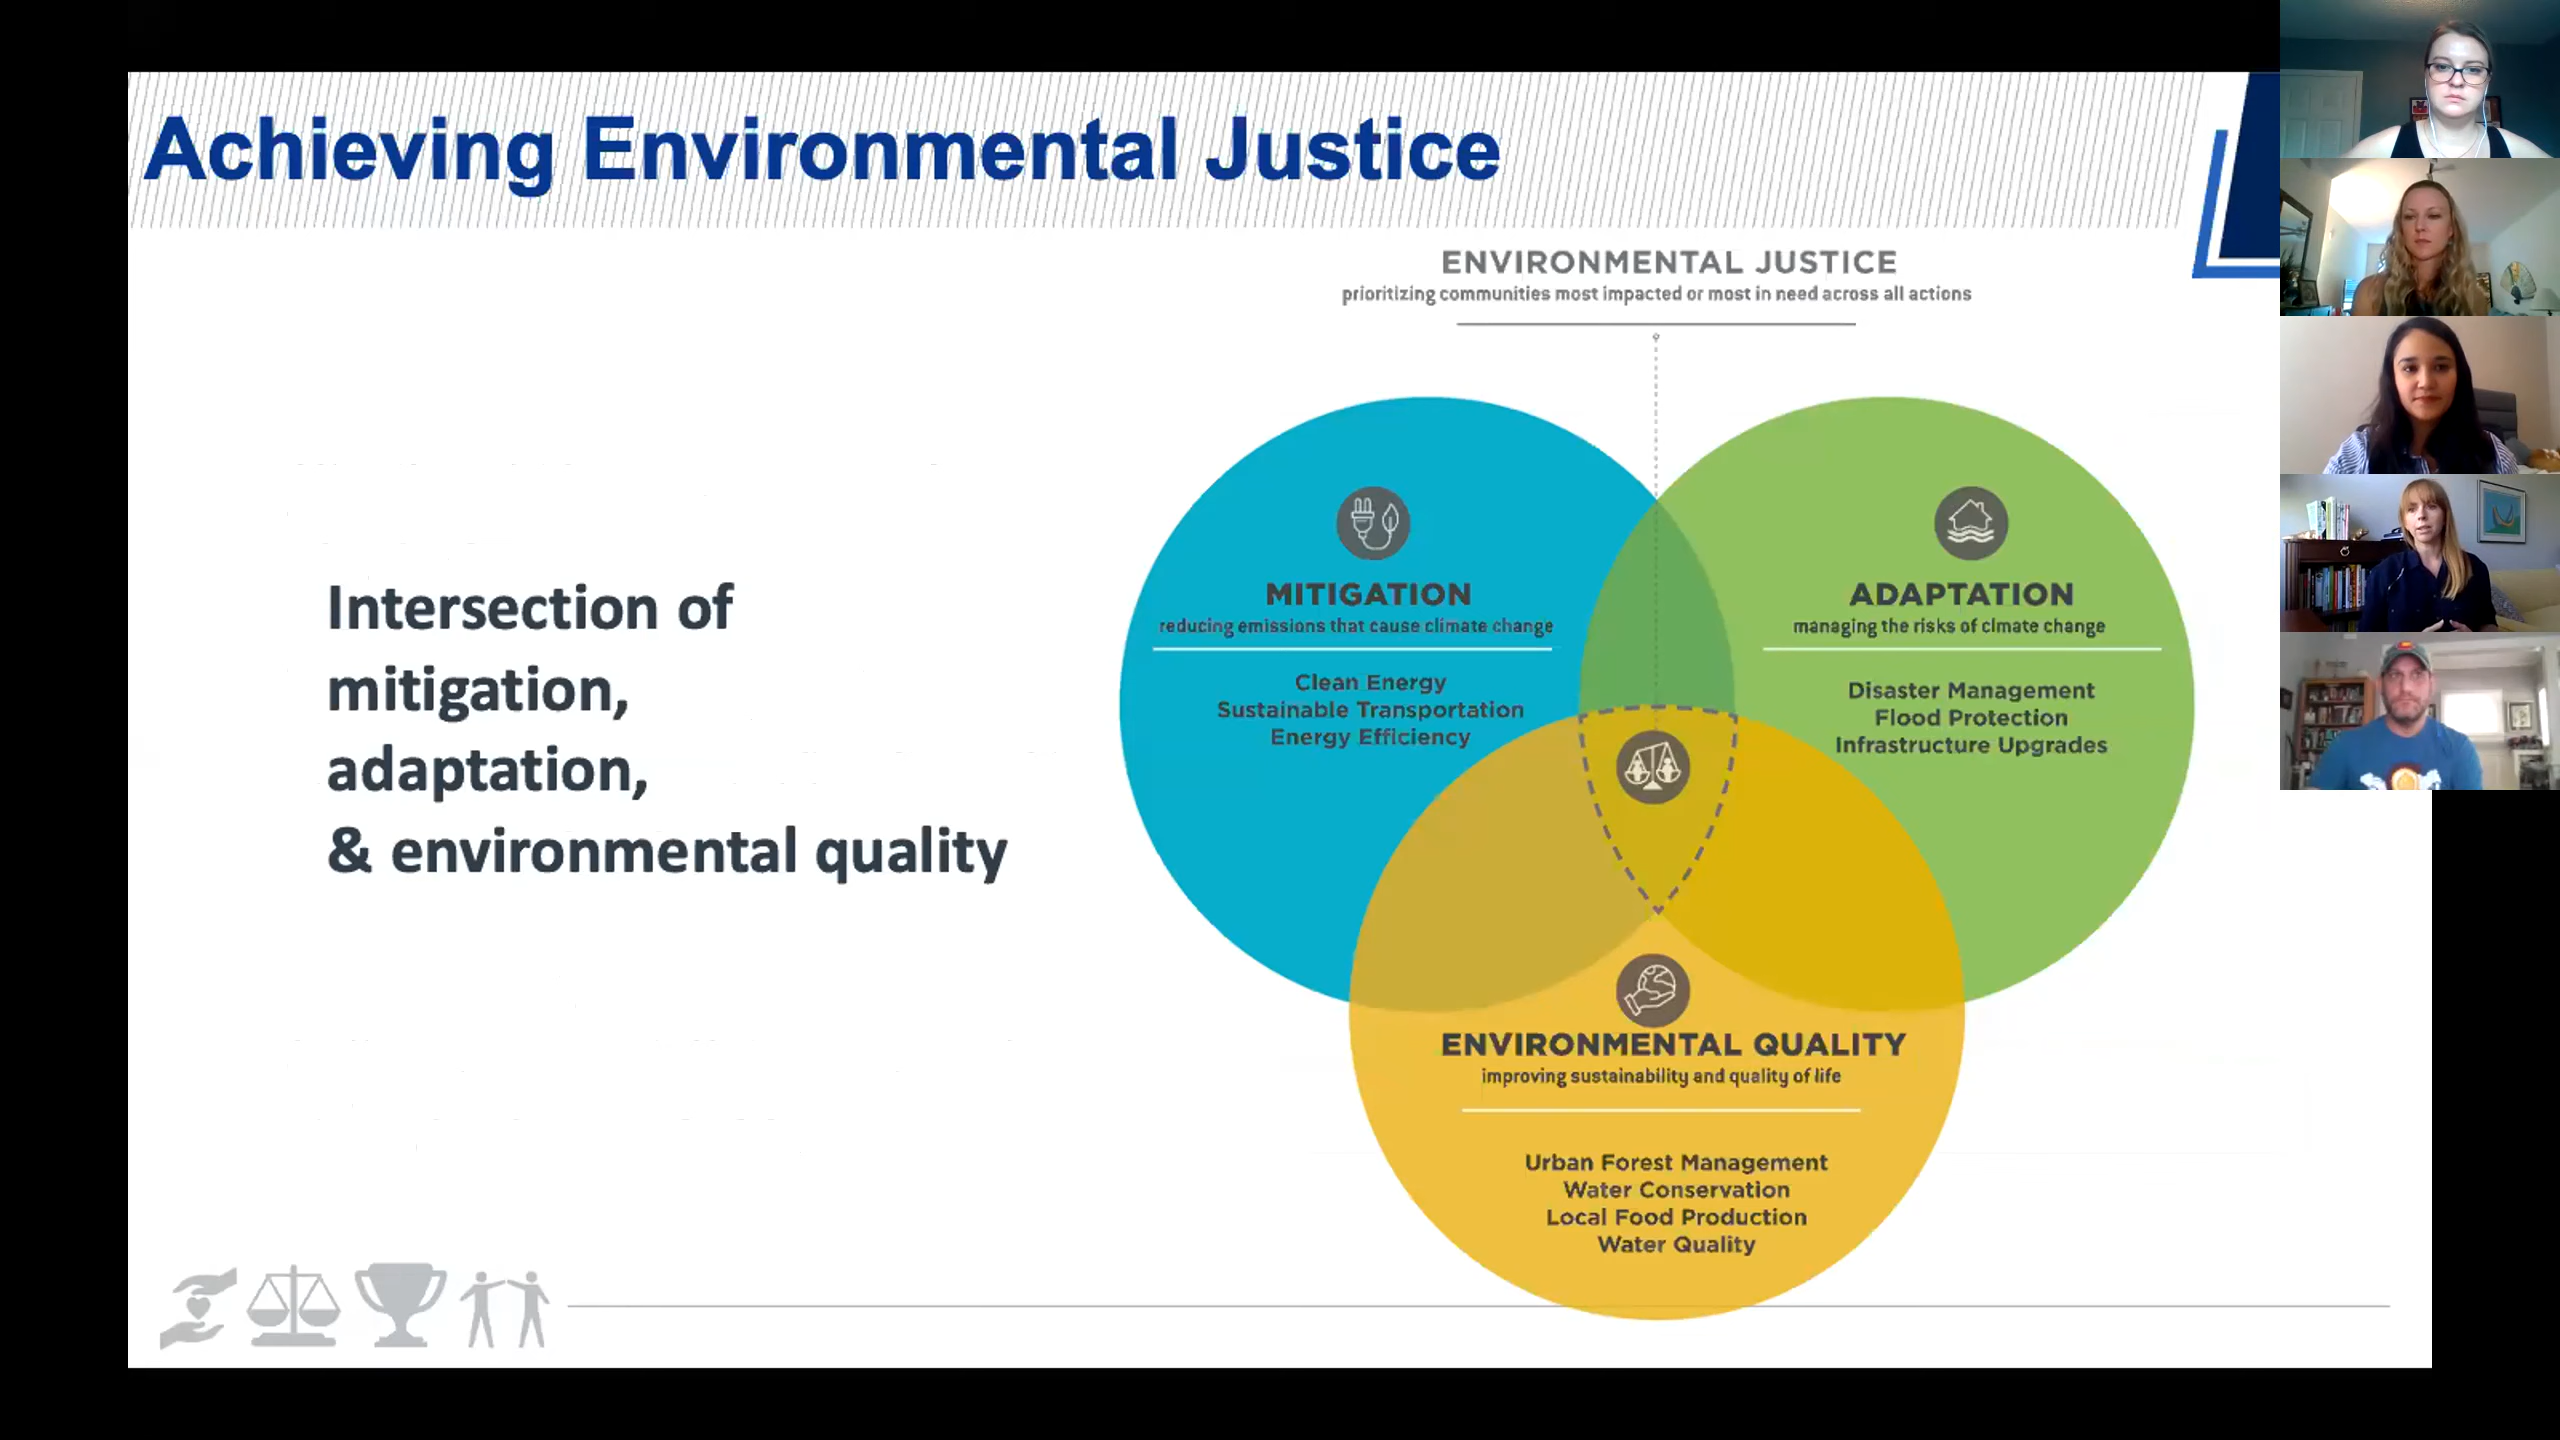 Achieving Environmental Justice
ENVIRONMENTAL JUSTICE
prioritizing communities most impacted or most in need across all actions
Intersection of
mitigation,
adaptation,
& environmental quality
MITIGATION
reducing emissions that cause climate change
Clean Energy
Sustainable Transportation
Energy Efficiency
ADAPTATION
managing the risks of clmate change
Disaster Management
Flood Protection
Infrastructure Upgrades
ENVIRONMENTAL QUALITY
improving sustainability and quality of life
Urban Forest Management
Water Conservation
Local Food Production
Water Quality